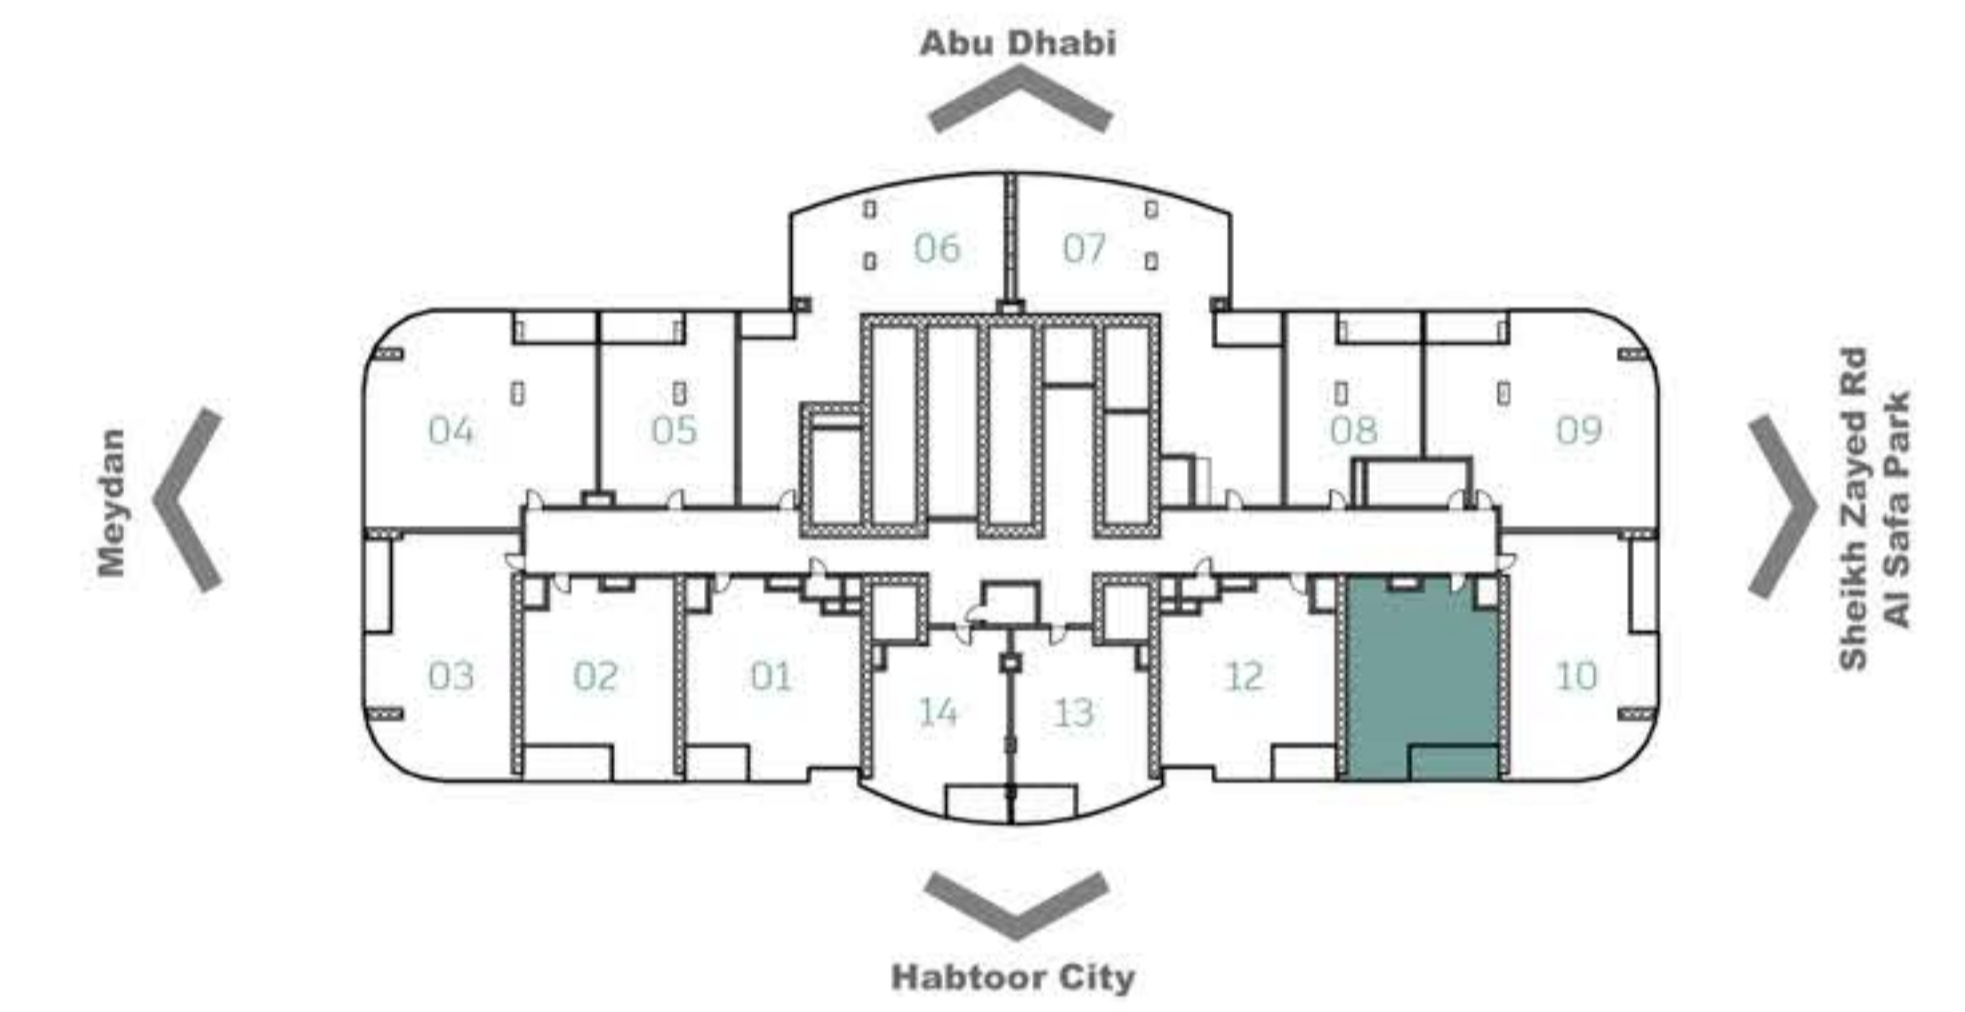 Abu Dhabi
06 07
04 05 08 09
Meydan
Sheikh Zayed Rd
Al Safa Park
03 02 01 12 10
14 13
Habtoor City